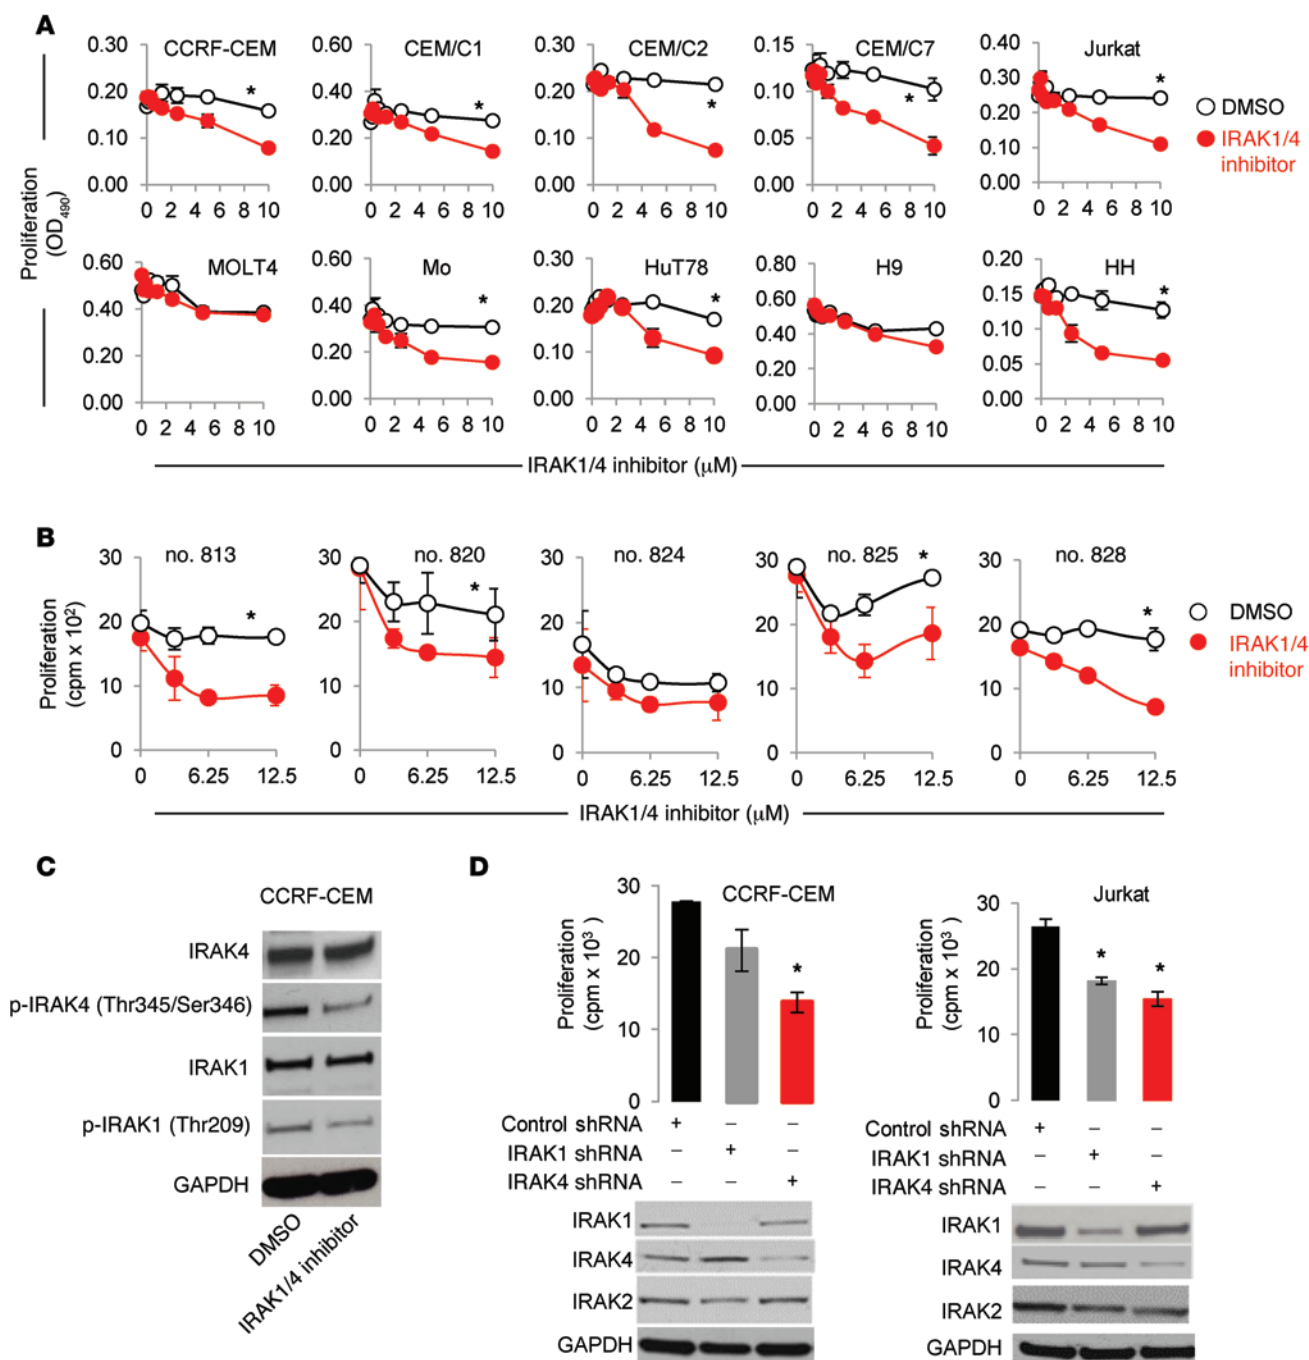 A
CCRF-CEM
CEM/C1
CEM/C2
CEM/C7
Jurkat
0.30
0.20
0.10
0.00
0 2 4 6 8 10
0.60
0.40
0.20
0.00
0 2 4 6 8 10
0.30
0.20
0.10
0.00
0 2 4 6 8 10
0.15
0.10
0.05
0.00
0 2 4 6 8 10
0.40
0.30
0.20
0.10
0.00
0 2 4 6 8 10
* * * * *
DMSO
IRAK1/4
inhibitor
Proliferation
(OD490)
MOLT4
Mo
HuT78
H9
HH
0.60
0.40
0.20
0.00
0 2 4 6 8 10
0.60
0.40
0.20
0.00
0 2 4 6 8 10
0.30
0.20
0.10
0.00
0 2 4 6 8 10
0.80
0.60
0.40
0.20
0.00
0 2 4 6 8 10
0.20
0.15
0.10
0.05
0.00
0 2 4 6 8 10
* * *
IRAK1/4 inhibitor (μM)
B
no. 813
no. 820
no. 824
no. 825
no. 828
Proliferation
(cpm x 10²)
30
20
10
0
0 6.25 12.5
30
20
10
0
0 6.25 12.5
30
20
10
0
0 6.25 12.5
30
20
10
0
0 6.25 12.5
30
20
10
0
0 6.25 12.5
* * * *
DMSO
IRAK1/4
inhibitor
IRAK1/4 inhibitor (μM)
C
CCRF-CEM
IRAK4
p-IRAK4 (Thr345/Ser346)
IRAK1
p-IRAK1 (Thr209)
GAPDH
DMSO
IRAK1/4 inhibitor
D
CCRF-CEM
Proliferation
(cpm x 10³)
30
20
10
0
*
Control shRNA + – –
IRAK1 shRNA – + –
IRAK4 shRNA – – +
IRAK1
IRAK4
IRAK2
GAPDH
Jurkat
Proliferation
(cpm x 10³)
30
20
10
0
* *
Control shRNA + – –
IRAK1 shRNA – + –
IRAK4 shRNA – – +
IRAK1
IRAK4
IRAK2
GAPDH